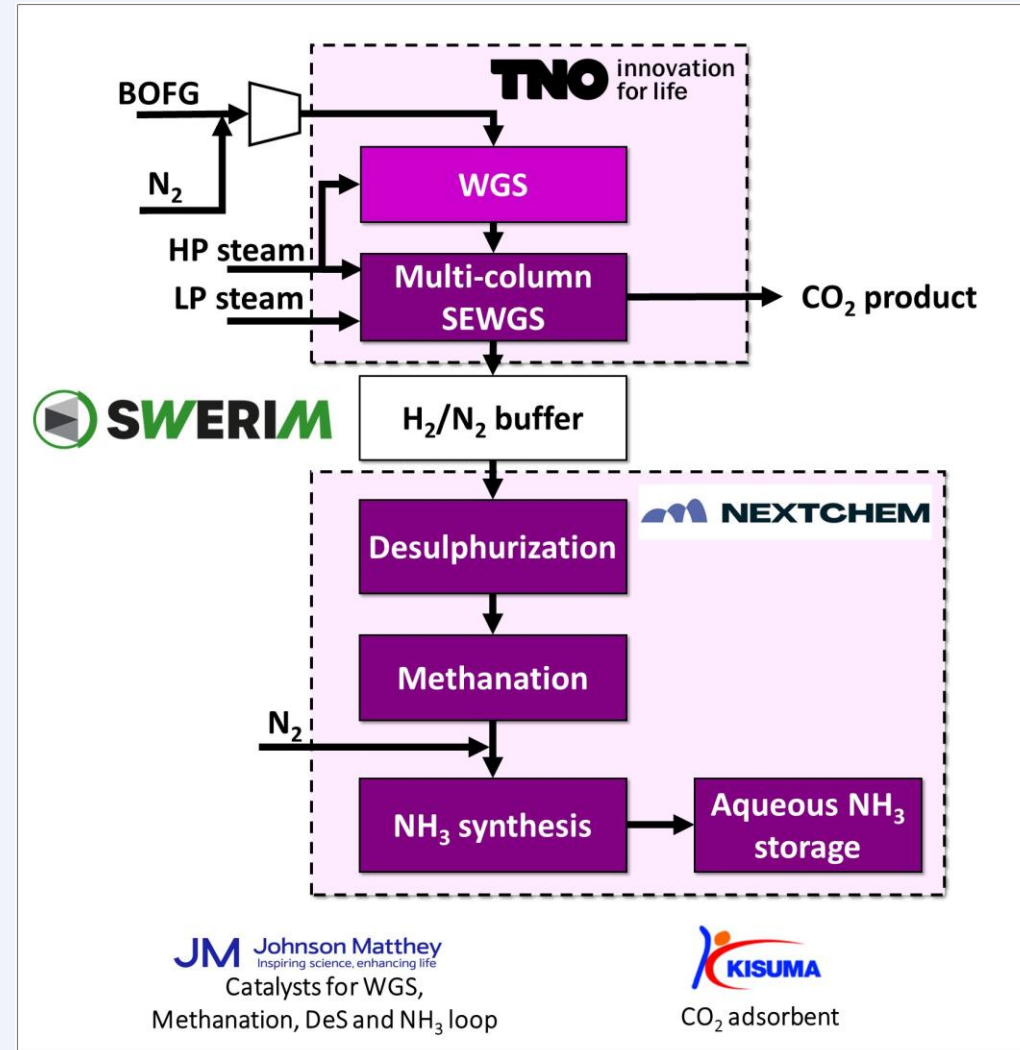 TNO innovation
for life
BOFG
N₂
WGS
HP steam
LP steam
Multi-column
SEWGS
CO₂ product
SWERIM
H₂/N₂ buffer
NEXTCHEM
Desulphurization
Methanation
N₂
NH₃ synthesis
Aqueous NH₃
storage
JM Johnson Matthey
Inspiring science, enhancing life
Catalysts for WGS,
Methanation, DeS and NH₃ loop
KISUMA
CO₂ adsorbent